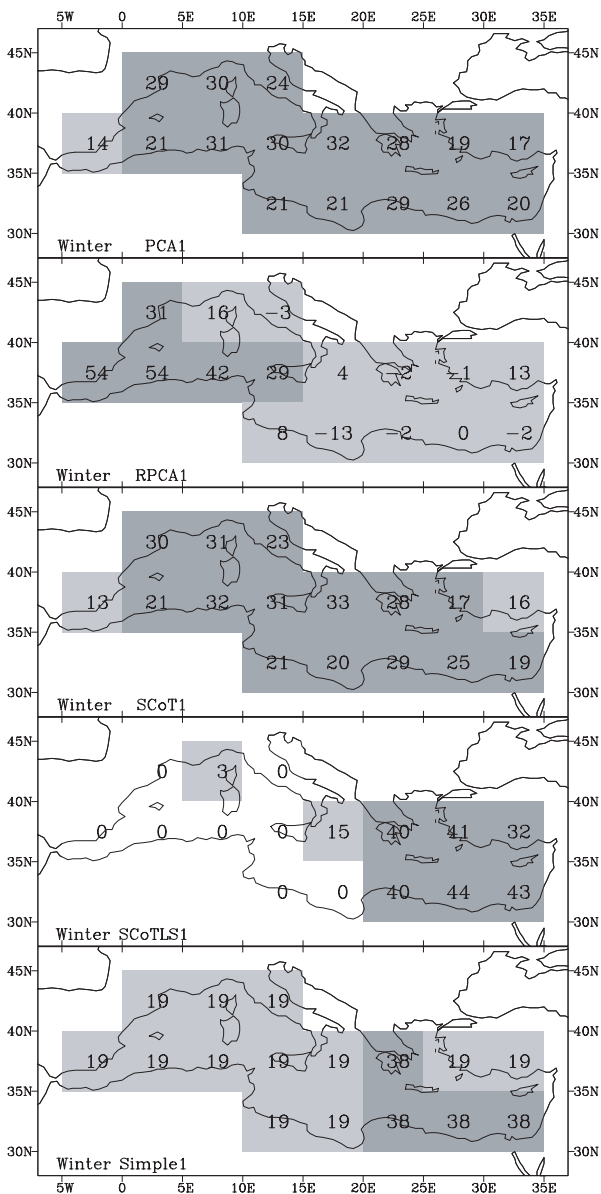 5W 0 5E 10E 15E 20E 25E 30E 35E
45N 45N
29 30 24
40N 40N
14 21 31 30 32 28 19 17
35N 35N
21 21 29 26 20
30N 30N
Winter PCA1
45N 45N
31 16 −3
40N 40N
54 54 42 29 4 −2 −1 13
35N 35N
8 −13 −2 0 −2
30N 30N
Winter RPCA1
45N 45N
30 31 23
40N 40N
13 21 32 31 33 28 17 16
35N 35N
21 20 29 25 19
30N 30N
Winter SCoT1
45N 45N
0 3 0
40N 40N
0 0 0 0 15 40 41 32
35N 35N
0 0 40 44 43
30N 30N
Winter SCoTLS1
45N 45N
19 19 19
40N 40N
19 19 19 19 19 38 19 19
35N 35N
19 19 38 38 38
30N 30N
Winter Simple1
5W 0 5E 10E 15E 20E 25E 30E 35E